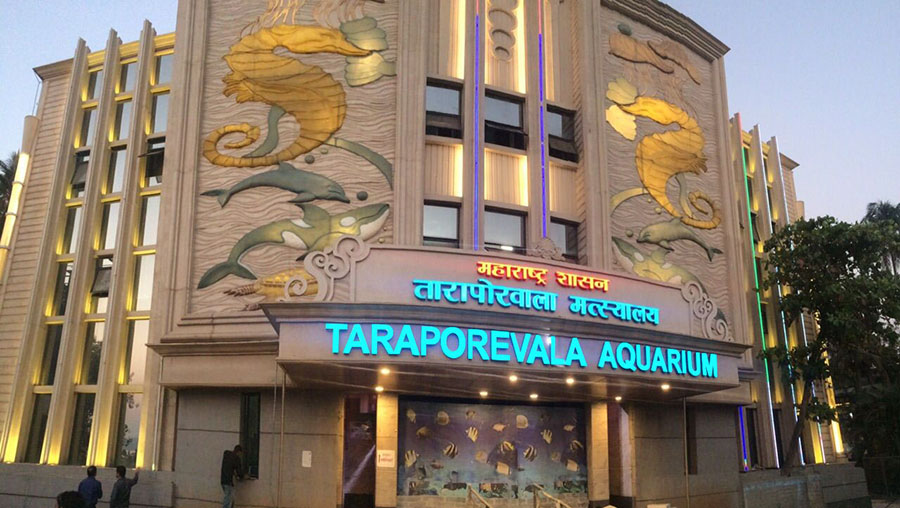 महाराष्ट्र शासन
तारापोरवाला मत्स्यालय
TARAPOREVALA AQUARIUM